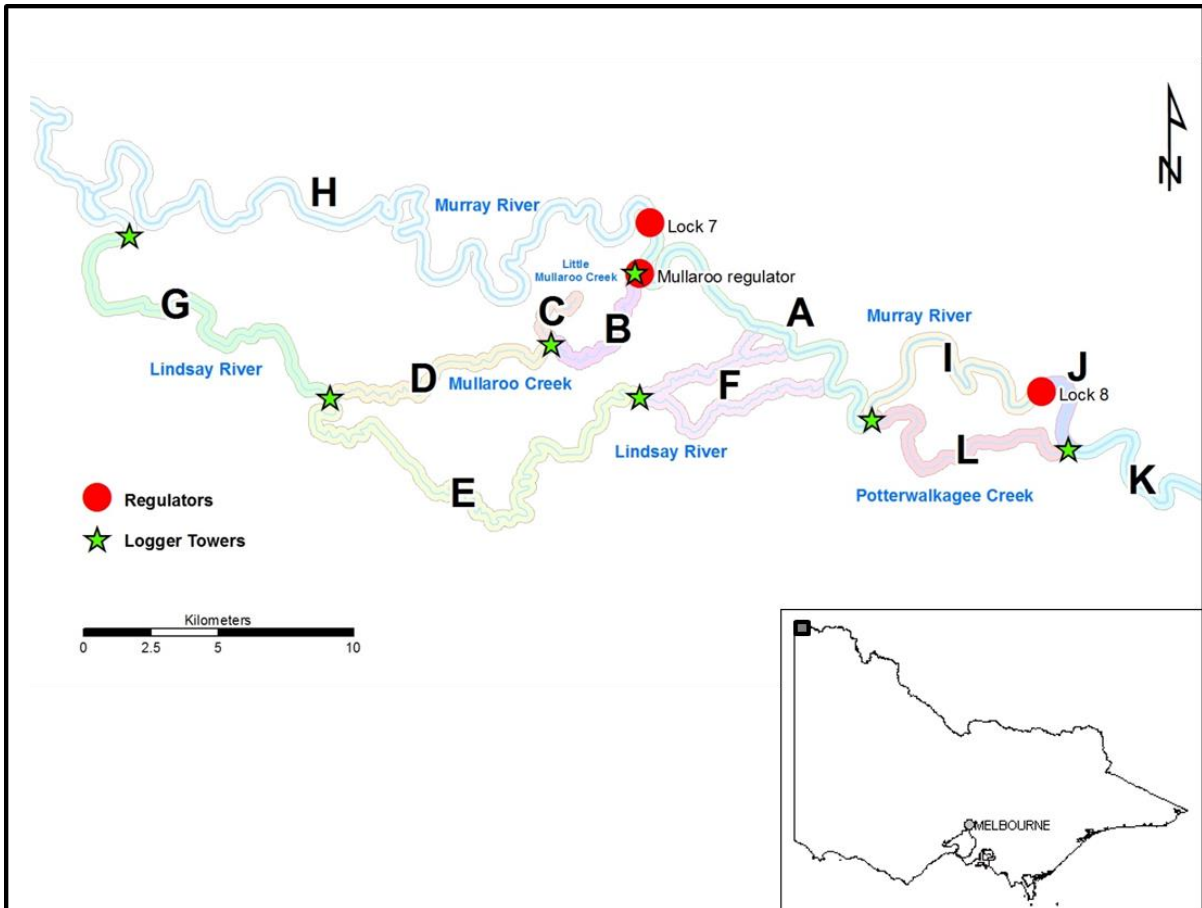 H
Murray River
Lock 7
N
Little
Mullaroo Creek
Mullaroo regulator
C
B
A
Murray River
G
I
J
Lock 8
Lindsay River
D
Mullaroo Creek
F
Lindsay River
E
L
K
Potterwalkagee Creek
Regulators
Logger Towers
Kilometers
0 2.5 5 10
MELBOURNE